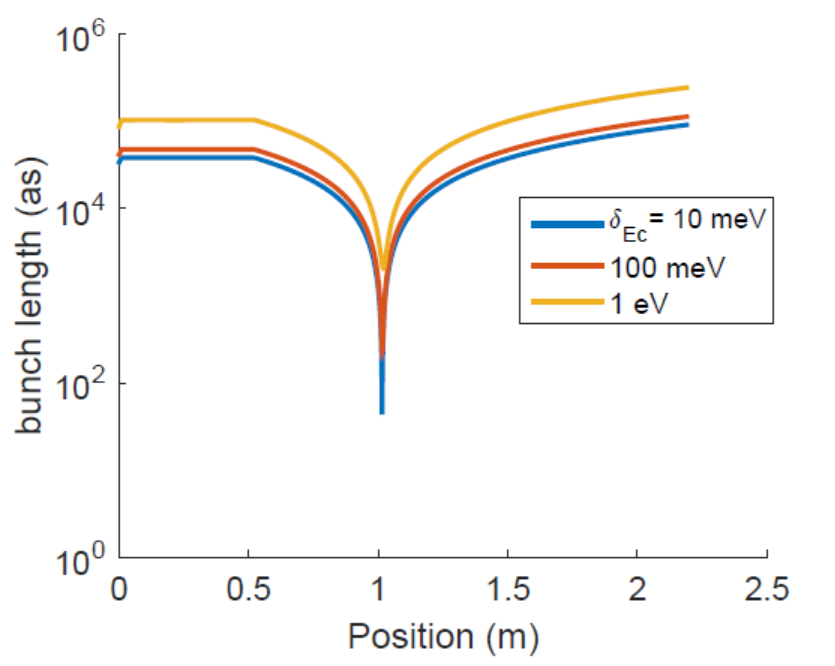 10^6
10^4
10^2
10^0
bunch length (as)
δ_Ec= 10 meV
100 meV
1 eV
0 0.5 1 1.5 2 2.5
Position (m)